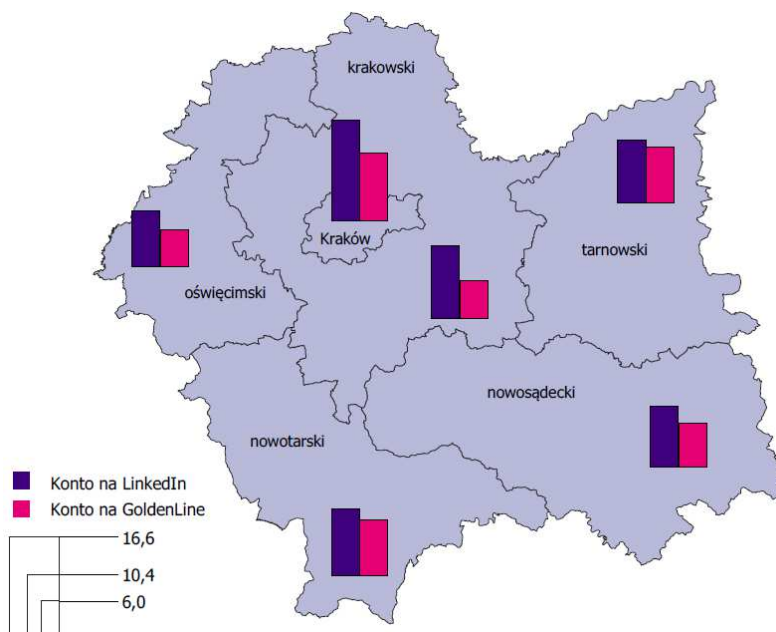 krakowski
Kraków
tarnowski
oświęcimski
nowosądecki
nowotarski
Konto na LinkedIn
Konto na GoldenLine
16,6
10,4
6,0